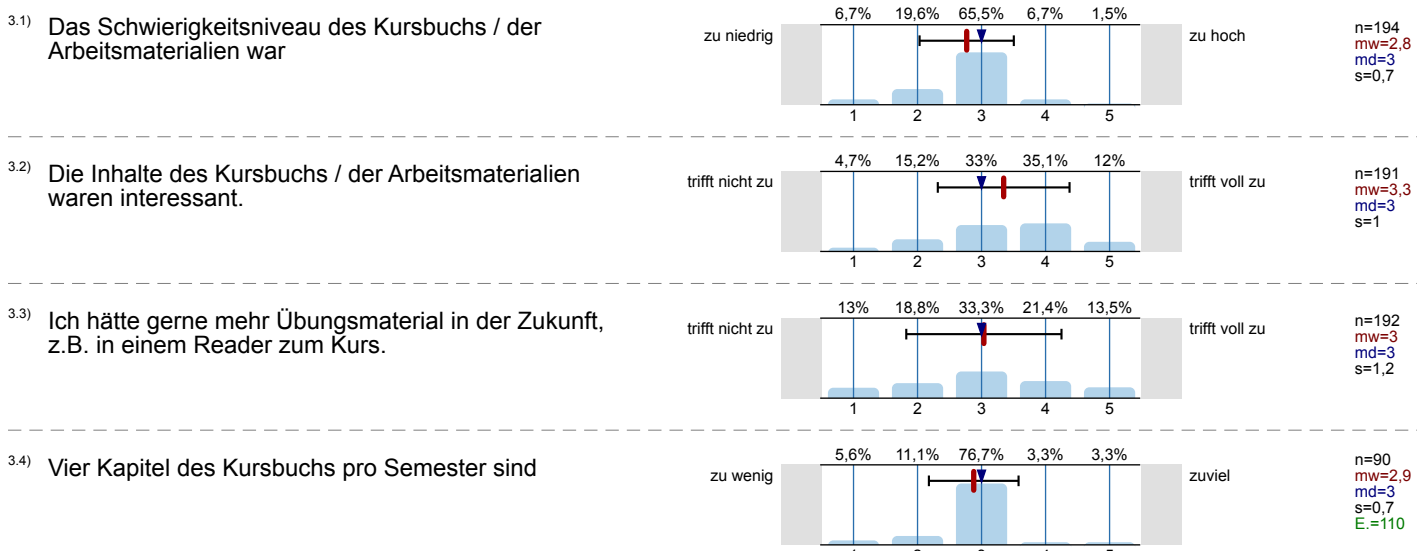 3.1) Das Schwierigkeitsniveau des Kursbuchs / der
Arbeitsmaterialien war
zu niedrig
6,7% 19,6% 65,5% 6,7% 1,5%
1 2 3 4 5
zu hoch
n=194
mw=2,8
md=3
s=0,7
3.2) Die Inhalte des Kursbuchs / der Arbeitsmaterialien
waren interessant.
trifft nicht zu
4,7% 15,2% 33% 35,1% 12%
1 2 3 4 5
trifft voll zu
n=191
mw=3,3
md=3
s=1
3.3) Ich hätte gerne mehr Übungsmaterial in der Zukunft,
z.B. in einem Reader zum Kurs.
trifft nicht zu
13% 18,8% 33,3% 21,4% 13,5%
1 2 3 4 5
trifft voll zu
n=192
mw=3
md=3
s=1,2
3.4) Vier Kapitel des Kursbuchs pro Semester sind
zu wenig
5,6% 11,1% 76,7% 3,3% 3,3%
zuviel
n=90
mw=2,9
md=3
s=0,7
E.=110